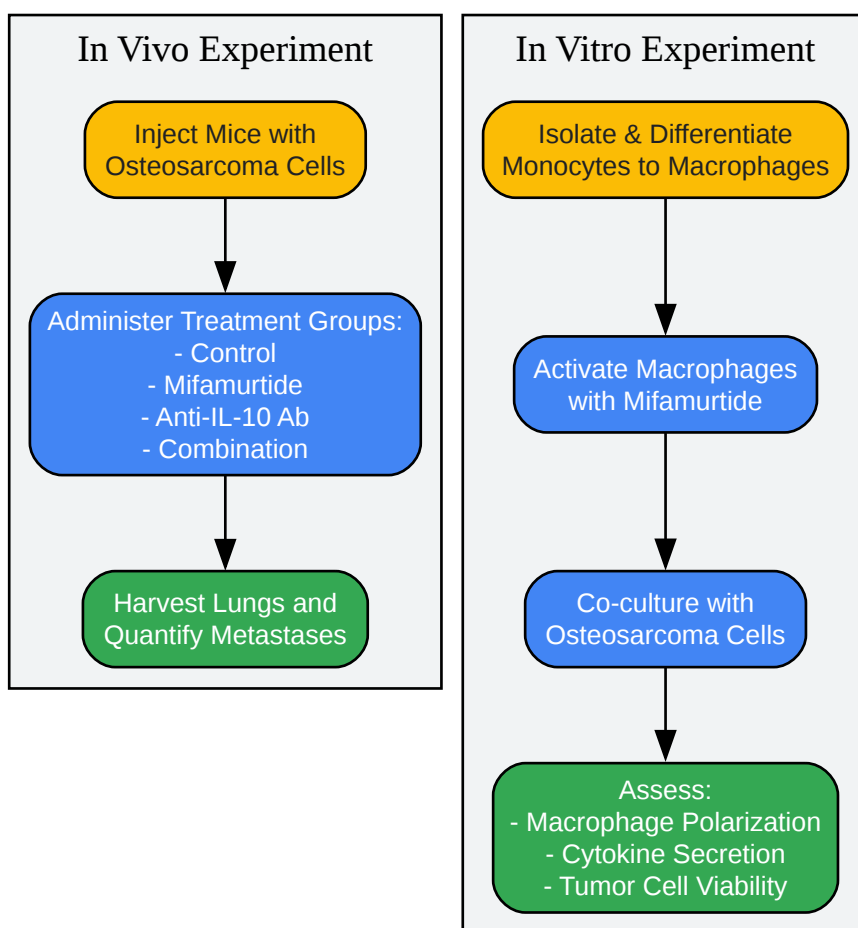 In Vivo Experiment
Inject Mice with
Osteosarcoma Cells
Administer Treatment Groups:
- Control
- Mifamurtide
- Anti-IL-10 Ab
- Combination
Harvest Lungs and
Quantify Metastases
In Vitro Experiment
Isolate & Differentiate
Monocytes to Macrophages
Activate Macrophages
with Mifamurtide
Co-culture with
Osteosarcoma Cells
Assess:
- Macrophage Polarization
- Cytokine Secretion
- Tumor Cell Viability